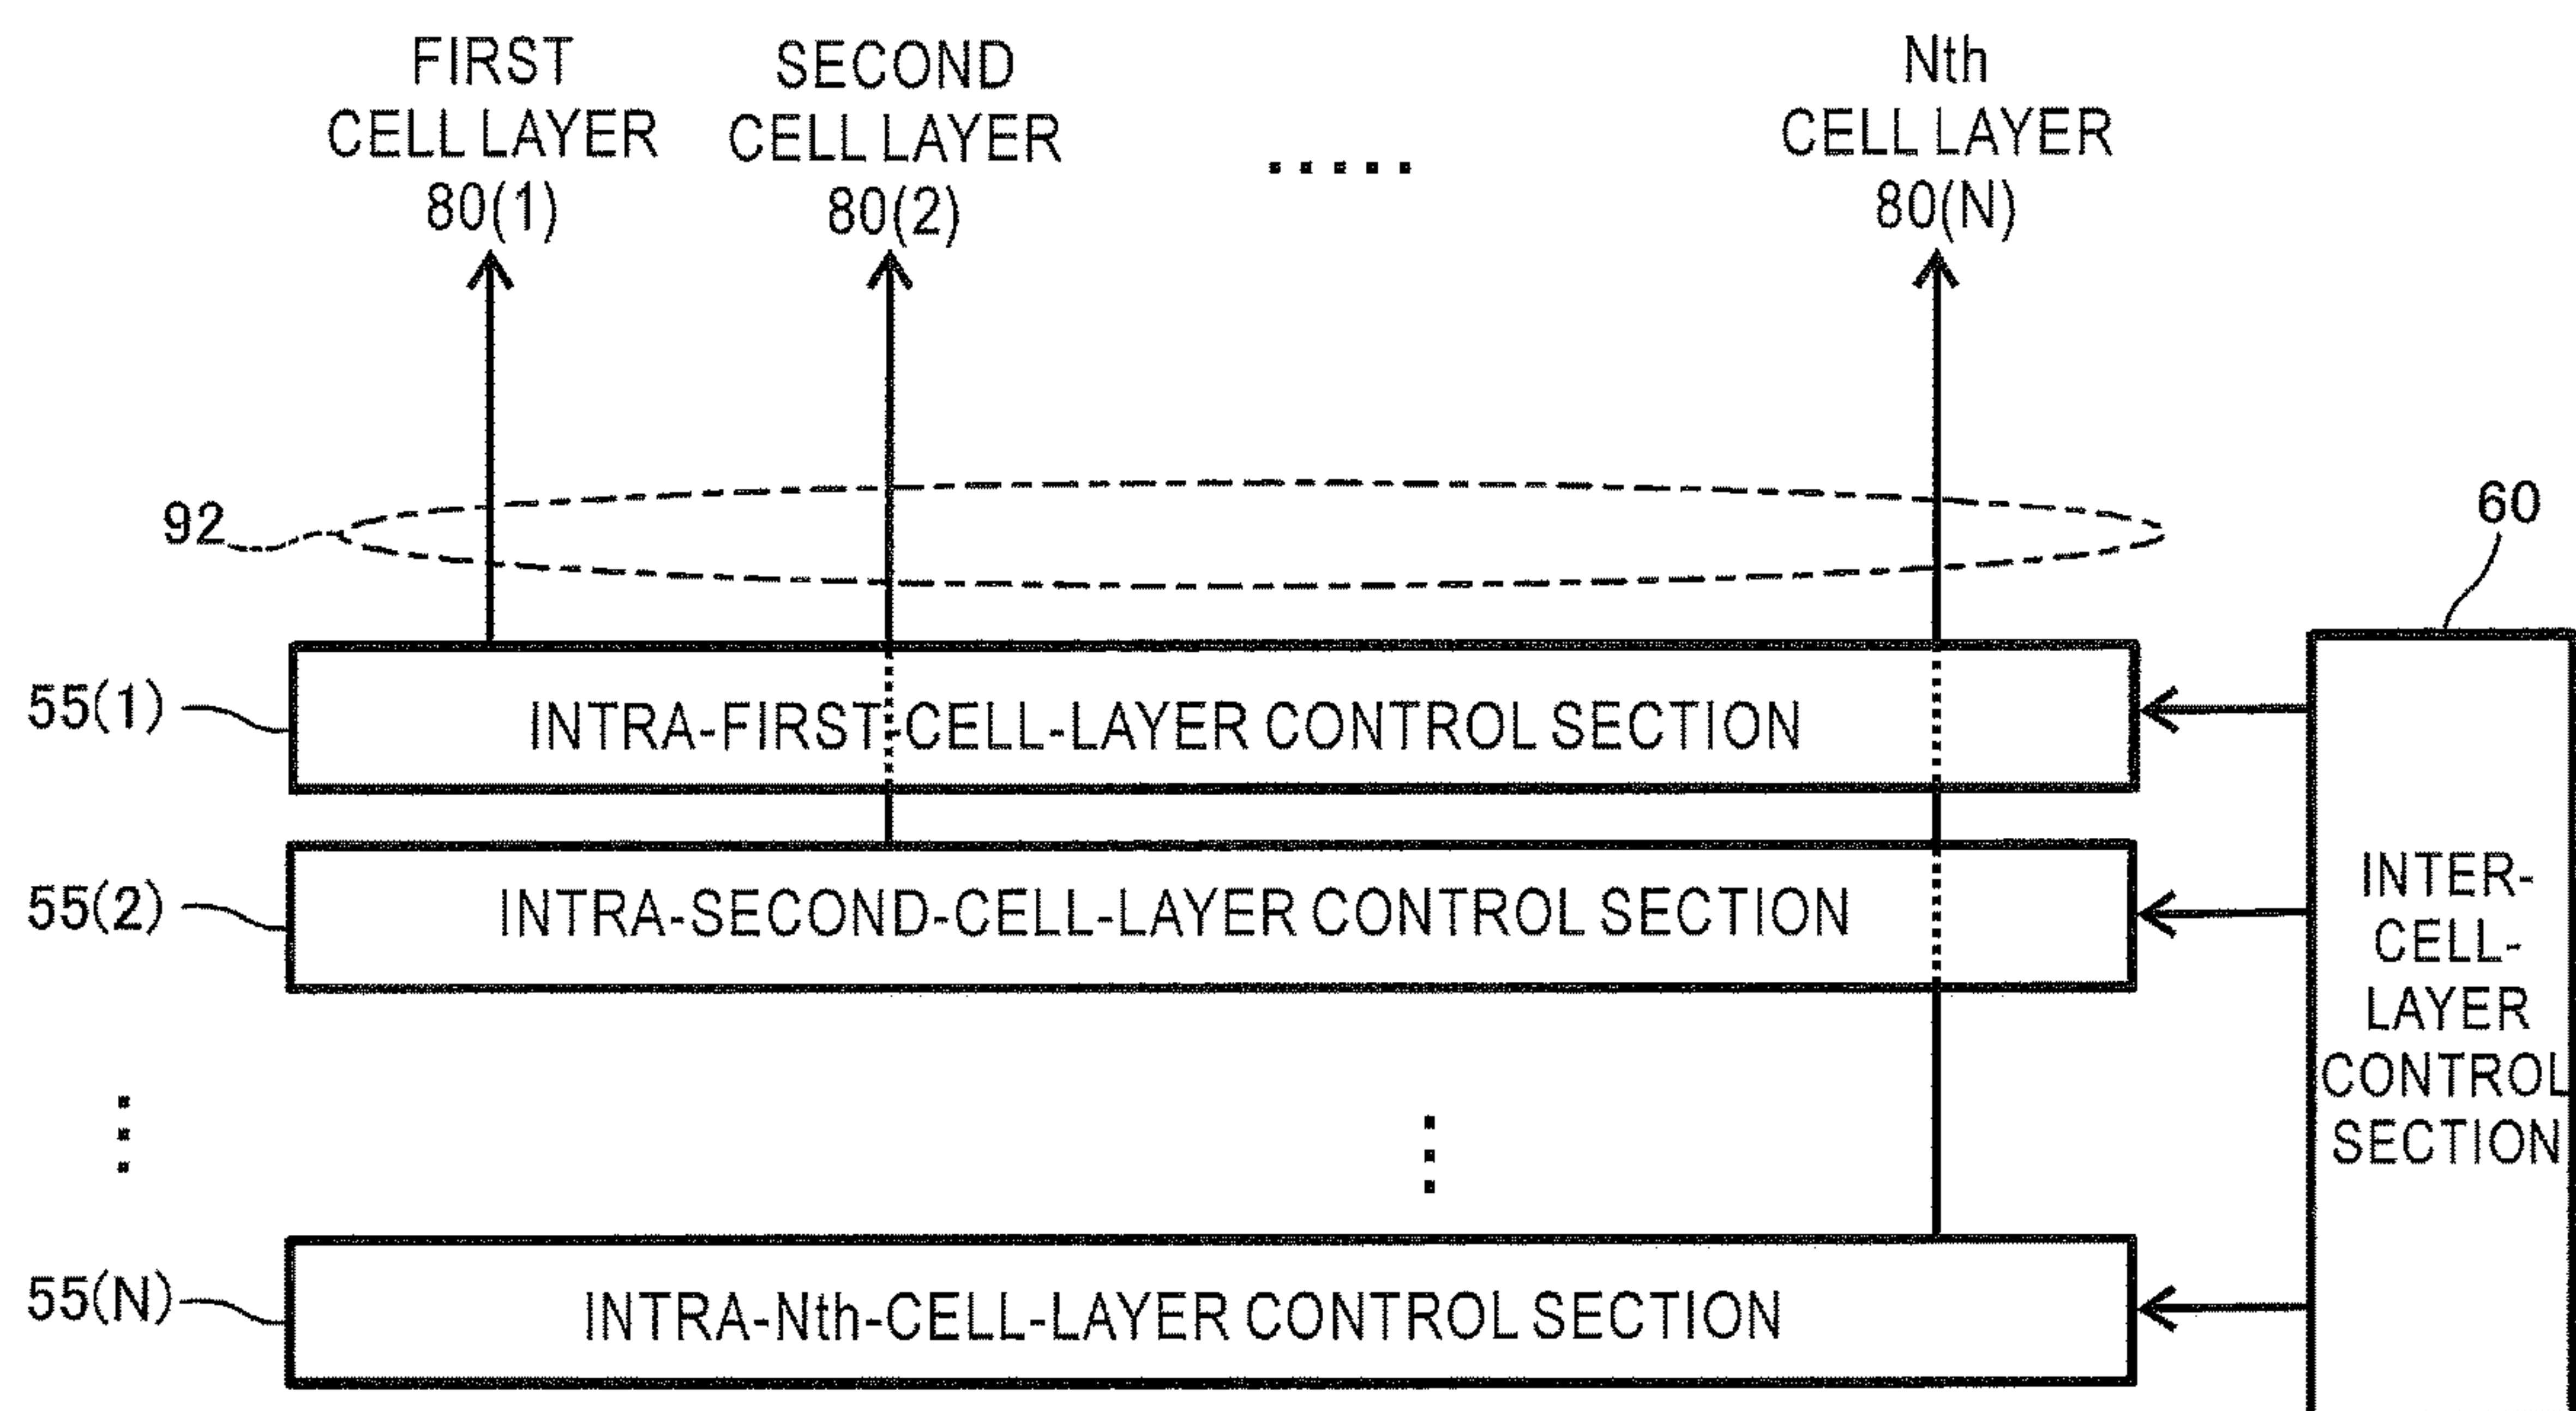 FIRST
CELL LAYER
80(1)
SECOND
CELL LAYER
80(2)
Nth
CELL LAYER
80(N)
92
60
55(1)
INTRA-FIRST-CELL-LAYER CONTROL SECTION
55(2)
INTRA-SECOND-CELL-LAYER CONTROL SECTION
INTER-
CELL-
LAYER
CONTROL
SECTION
55(N)
INTRA-Nth-CELL-LAYER CONTROL SECTION